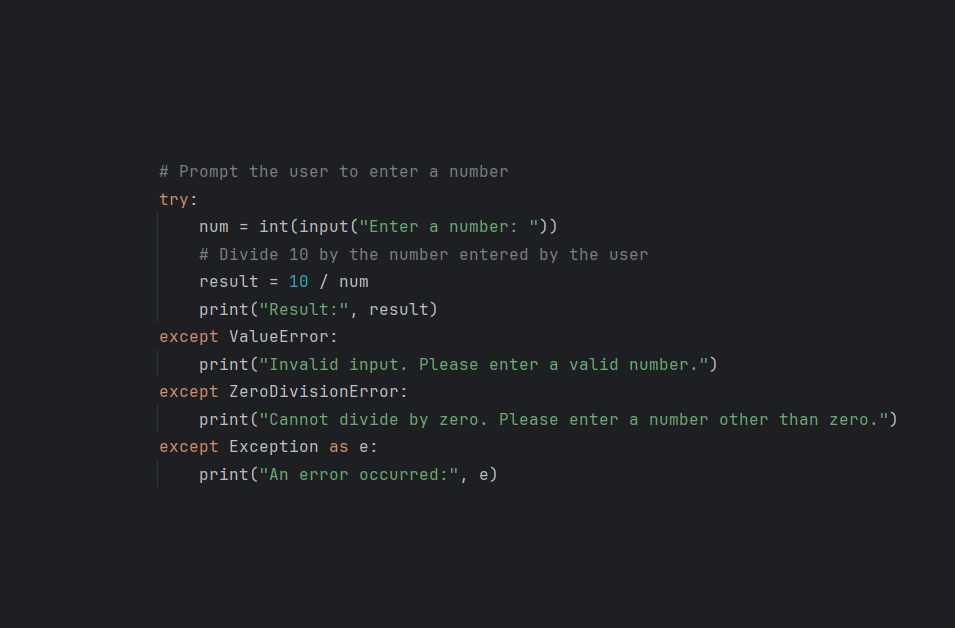 # Prompt the user to enter a number
try:
    num = int(input("Enter a number: "))
    # Divide 10 by the number entered by the user
    result = 10 / num
    print("Result:", result)
except ValueError:
    print("Invalid input. Please enter a valid number.")
except ZeroDivisionError:
    print("Cannot divide by zero. Please enter a number other than zero.")
except Exception as e:
    print("An error occurred:", e)